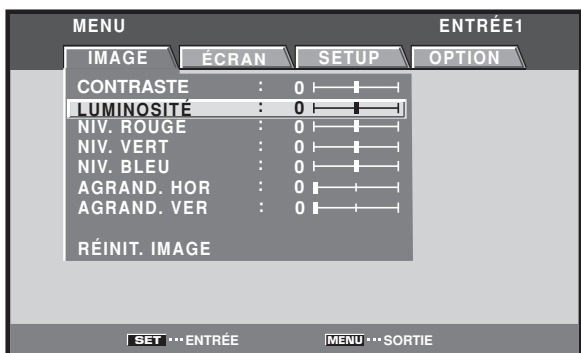 MENU ENTRÉE1
IMAGE ÉCRAN SETUP OPTION
CONTRASTE : 0
LUMINOSITÉ : 0
NIV. ROUGE : 0
NIV. VERT : 0
NIV. BLEU : 0
AGRAND. HOR : 0
AGRAND. VER : 0
RÉINIT. IMAGE
SET ··· ENTRÉE MENU ··· SORTIE